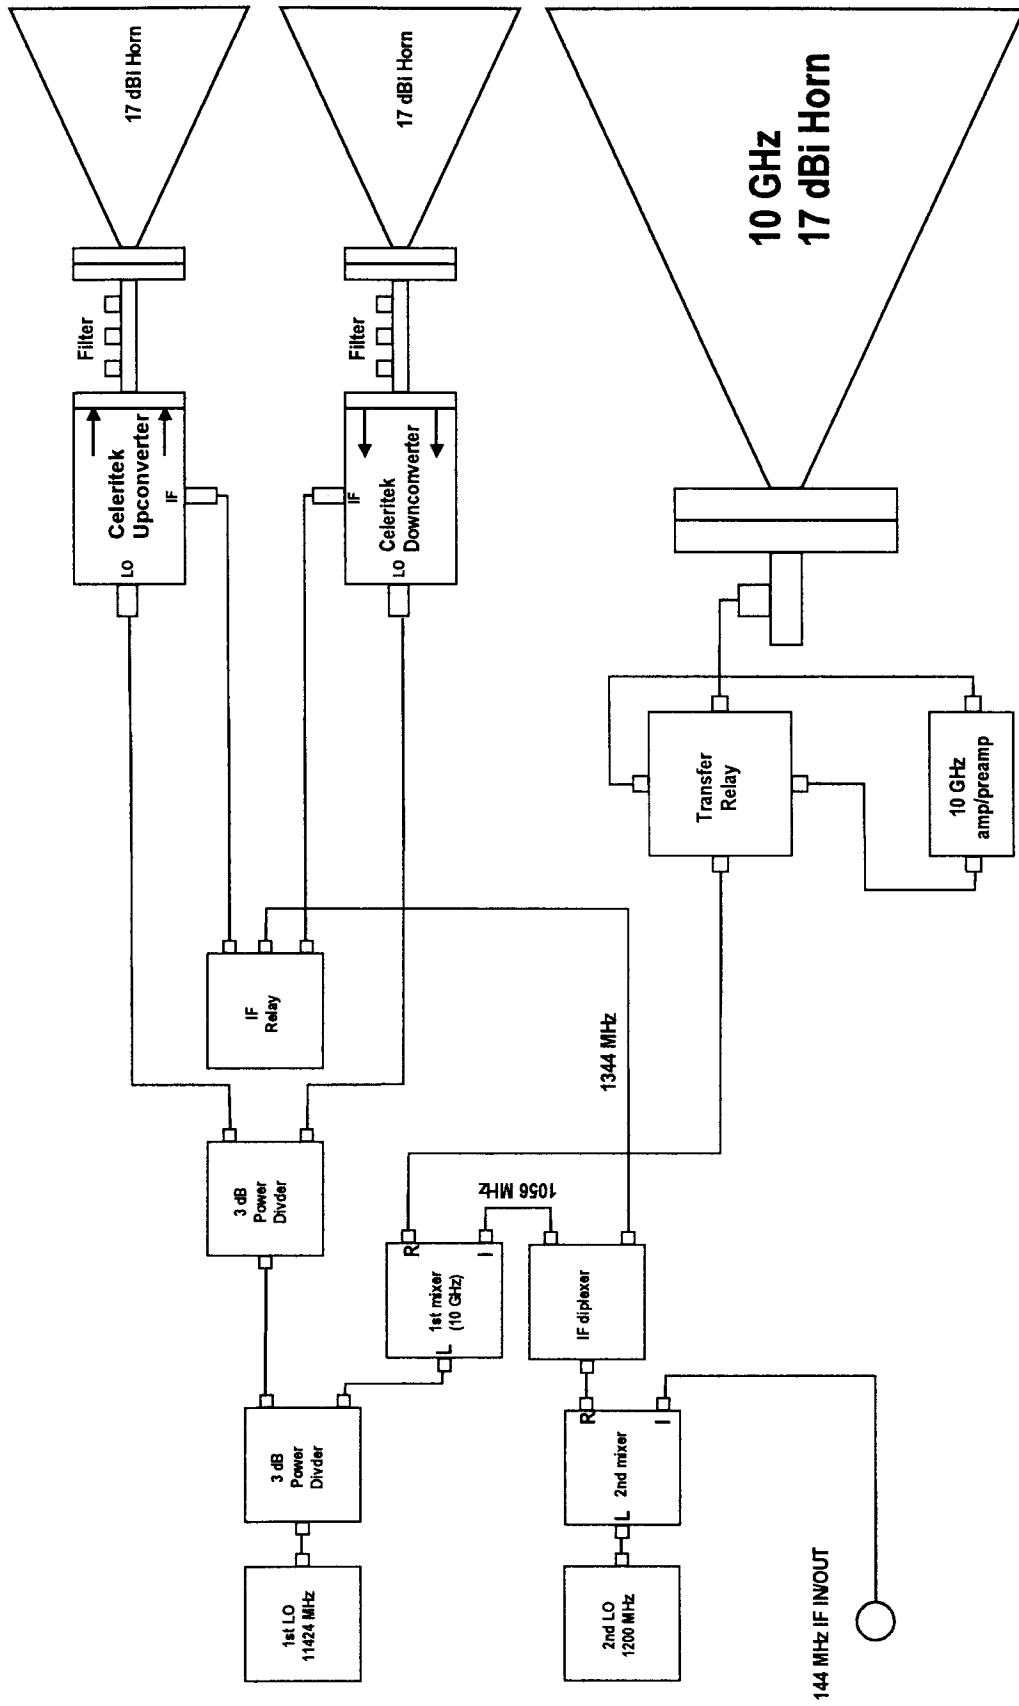 17 dBi Horn
Filter
Celeritek
Upconverter
IF
LO
17 dBi Horn
Filter
IF
Celeritek
Downconverter
LO
10 GHz
17 dBi Horn
Transfer
Relay
10 GHz
amp/preamp
IF
Relay
1344 MHz
3 dB
Power
Divder
1056 MHz
R
I
1st mixer
(10 GHz)
L
IF diplexer
3 dB
Power
Divder
R
I
2nd mixer
L
1st LO
11424 MHz
2nd LO
1200 MHz
144 MHz IF IN/OUT